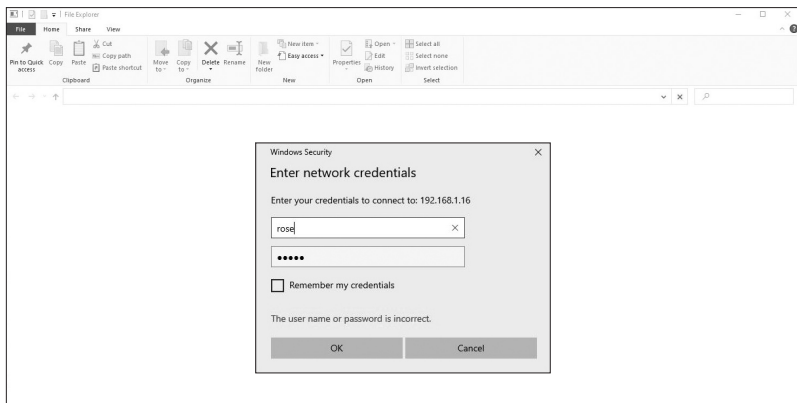 File Explorer
File Home Share View
Pin to Quick access
Copy
Paste
Cut
Copy path
Paste shortcut
Clipboard
Move to
Copy to
Delete
Rename
Organize
New folder
New item
Easy access
New
Properties
Open
Edit
History
Open
Select all
Select none
Invert selection
Select
Windows Security
Enter network credentials
Enter your credentials to connect to: 192.168.1.16
rose
●●●●●
Remember my credentials
The user name or password is incorrect.
OK Cancel